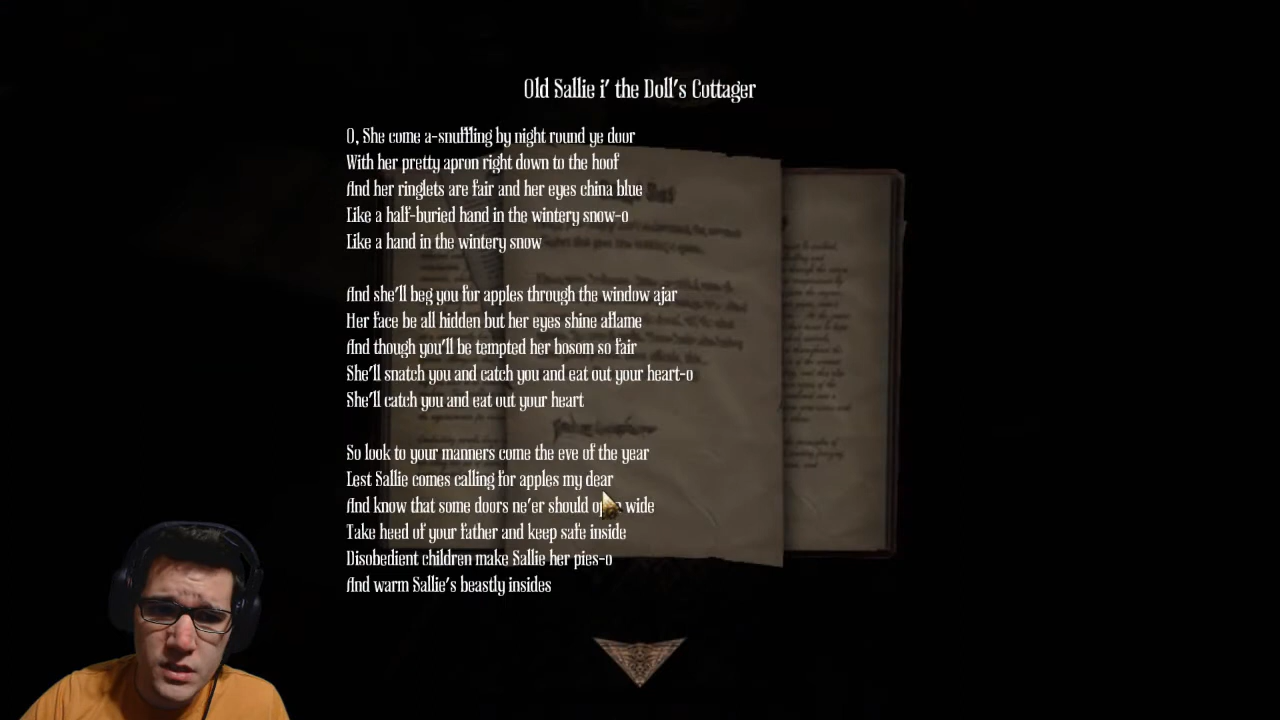 Old Sallie i' the Doll's Cottager
O, She come a-snuffling by night round ye door
With her pretty apron right down to the hoof
And her ringlets are fair and her eyes china blue
Like a half-buried hand in the wintery snow-o
Like a hand in the wintery snow
And she'll beg you for apples through the window ajar
Her face be all hidden but her eyes shine aflame
And though you'll be tempted her bosom so fair
She'll snatch you and catch you and eat out your heart-o
She'll catch you and eat out your heart
So look to your manners come the eve of the year
Lest Sallie comes calling for apples my dear
And know that some doors ne'er should wide
Take heed of your father and keep safe inside
Disobedient children make Sallie her pies-o
And warm Sallie's beastly insides